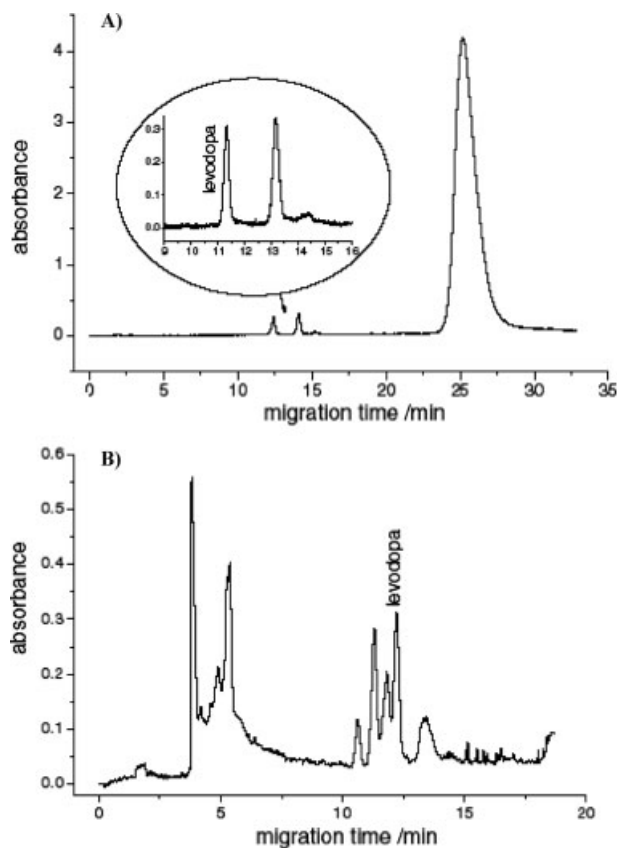 A)
absorbance
4
3
2
1
0
levodopa
0.3
0.2
0.1
0.0
9 10 11 12 13 14 15 16
0 5 10 15 20 25 30 35
migration time /min
B)
absorbance
0.6
0.5
0.4
0.3
0.2
0.1
0.0
levodopa
0 5 10 15 20
migration time /min